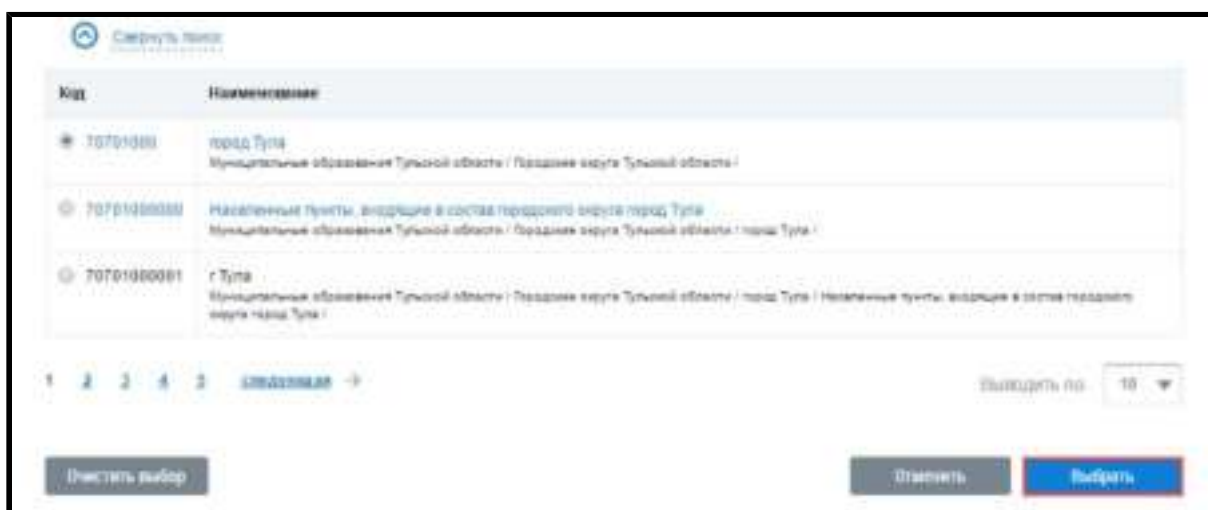 Свернуть поиск
Код Наименование
70701000 город Тула
Муниципальные образования Тульской области / Городские округа Тульской области /
70701000000 Населенные пункты, входящие в состав городского округа город Тула
Муниципальные образования Тульской области / Городские округа Тульской области / город Тула /
70701000001 г Тула
Муниципальные образования Тульской области / Городские округа Тульской области / город Тула / Населенные пункты, входящие в состав городского
округа город Тула /
1 2 3 4 5 следующая →
Выводить по 10
Очистить выбор Отменить Выбрать